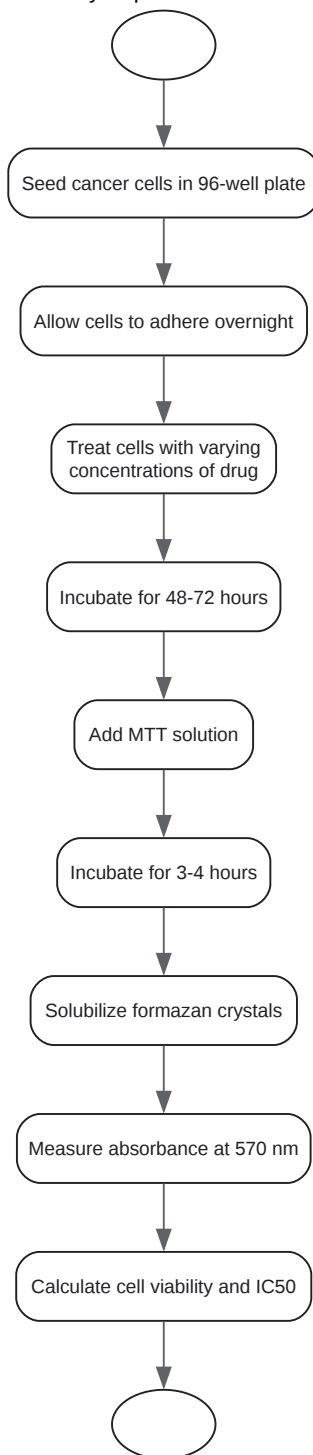 Seed cancer cells in 96-well plate
Allow cells to adhere overnight
Treat cells with varying
concentrations of drug
Incubate for 48-72 hours
Add MTT solution
Incubate for 3-4 hours
Solubilize formazan crystals
Measure absorbance at 570 nm
Calculate cell viability and IC50